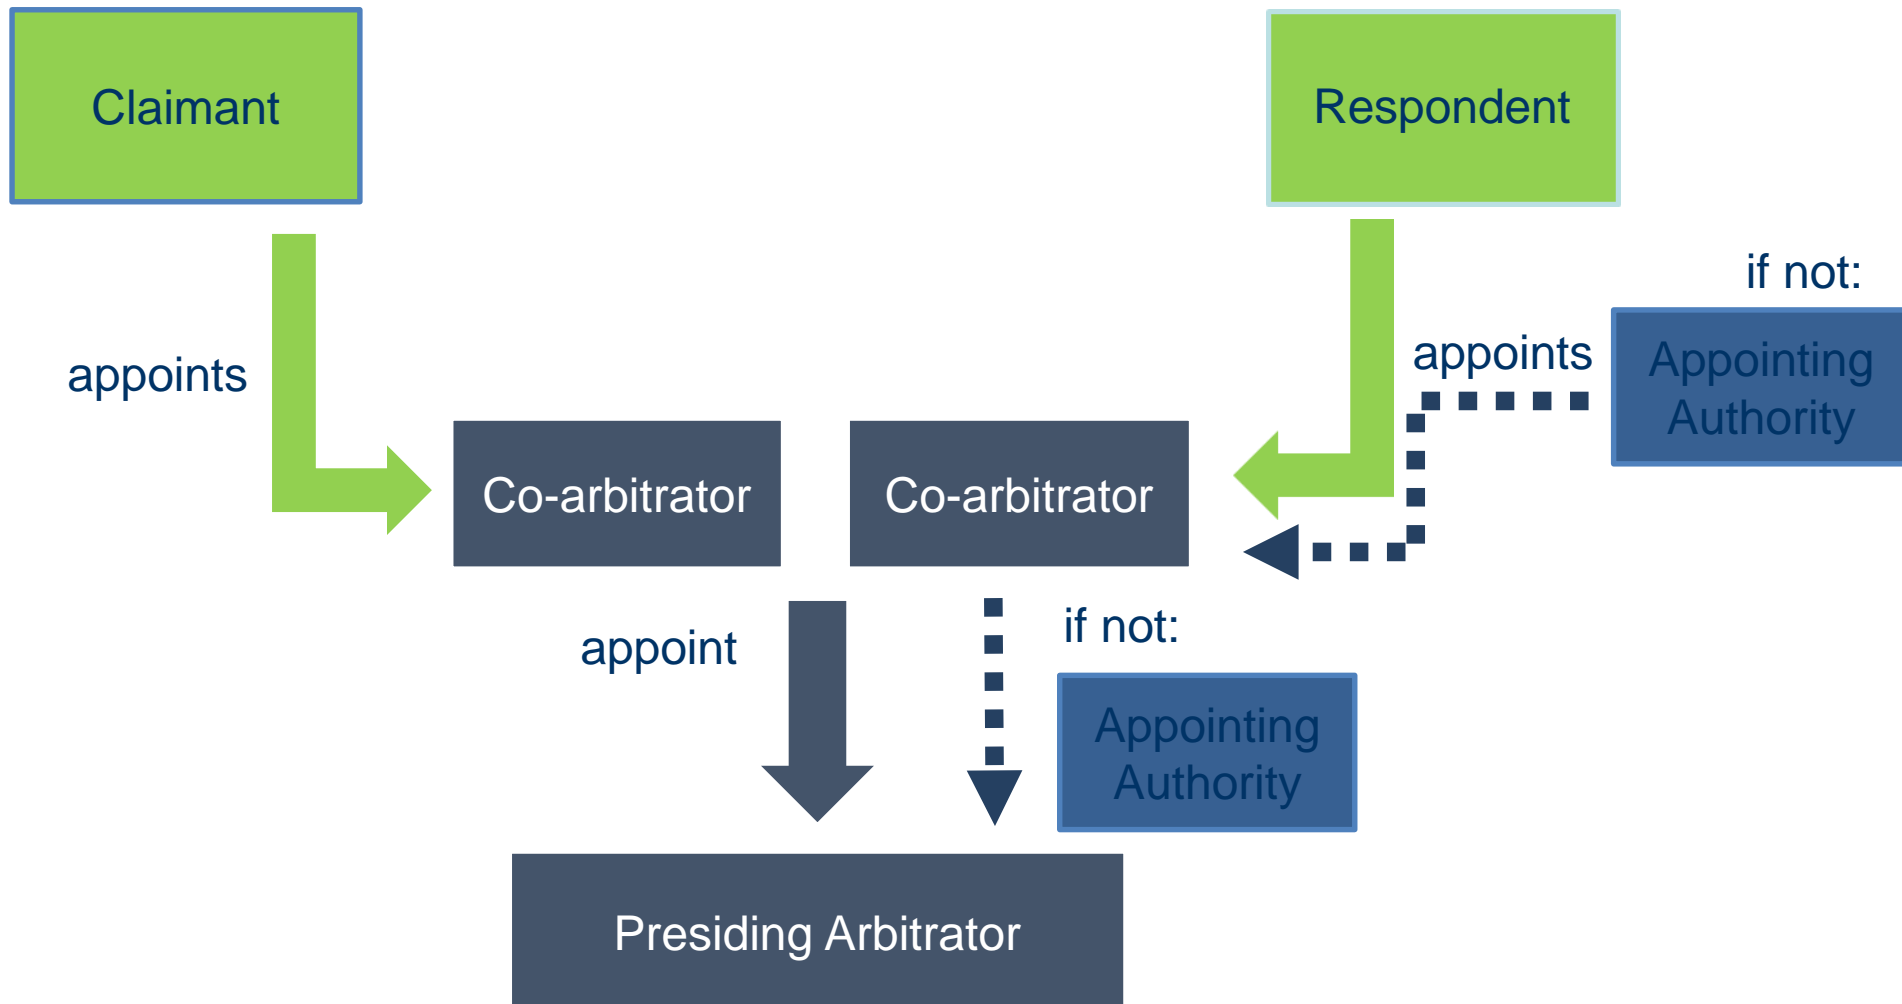 Claimant
Respondent
if not:
appoints
appoints
Appointing
Authority
Co-arbitrator
Co-arbitrator
appoint
if not:
Appointing
Authority
Presiding Arbitrator